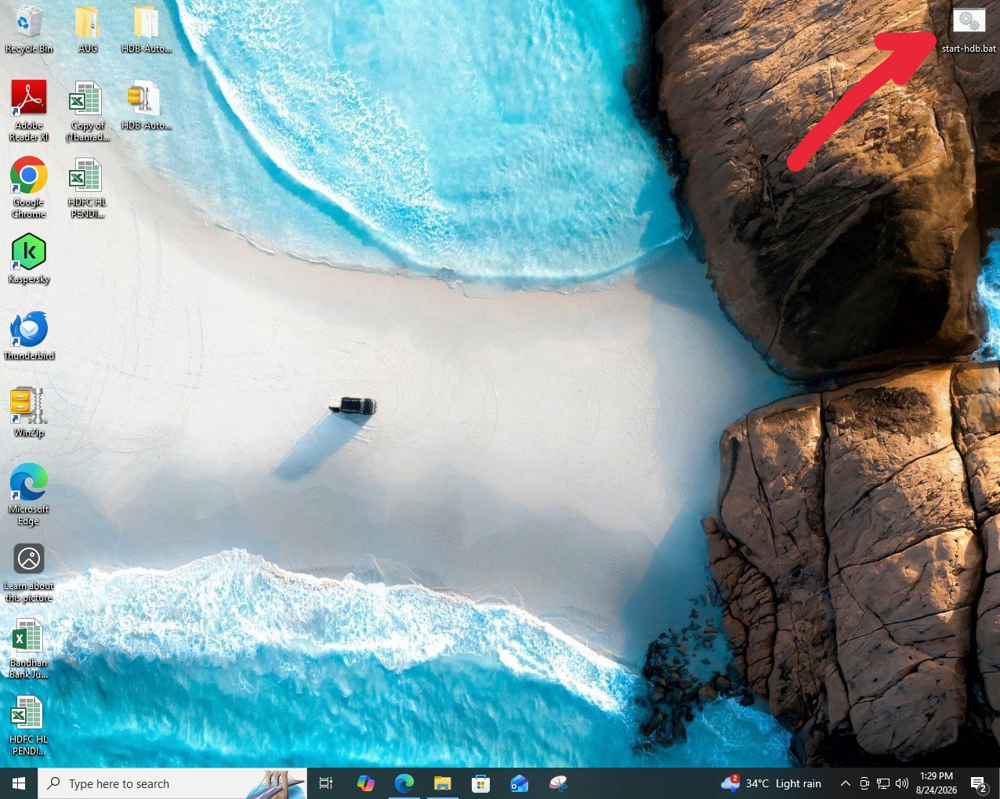 Recycle Bin
AUG
HDB-Auto...
start-hdb.bat
Adobe
Reader XI
Copy of
(1banrad...
HDB-Auto...
Google
Chrome
HDFC HL
PENDI...
Kaspersky
Thunderbird
WinZip
Microsoft
Edge
Learn about
this picture
Bandhan
Bank Ju...
HDFC HL
PENDI...
Type here to search
2
34°C Light rain
1:29 PM
8/24/2026
2